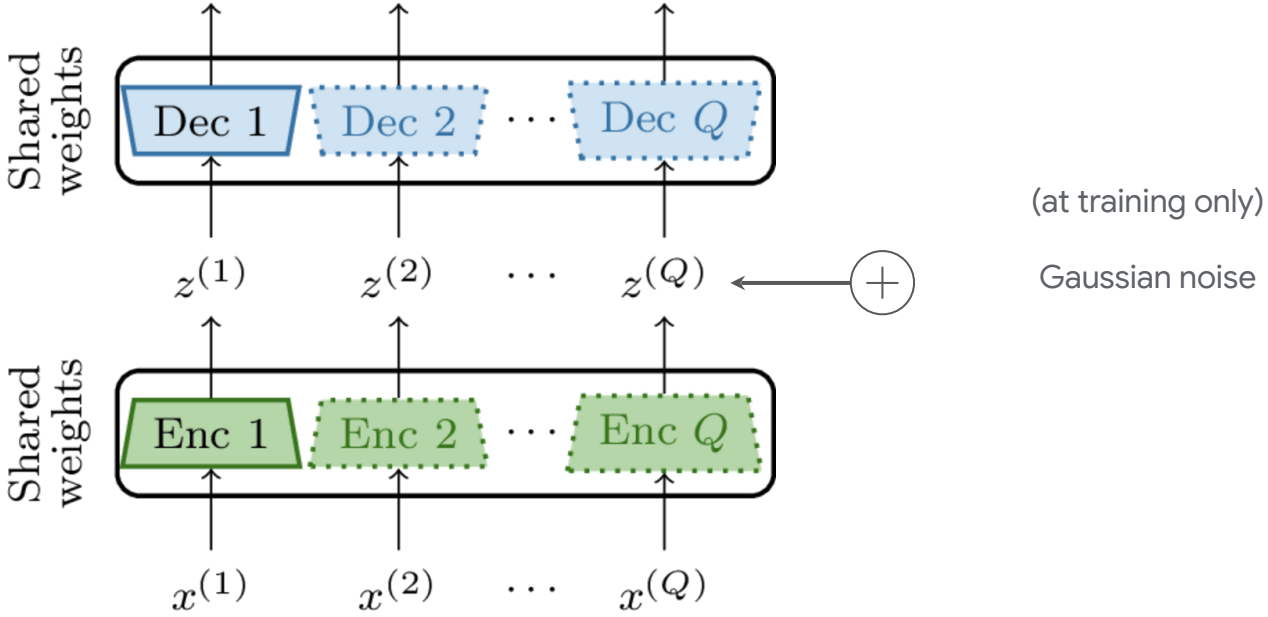 Shared
weights
Dec 1 Dec 2 ··· Dec Q
(at training only)
z^(1) z^(2) ··· z^(Q)
Gaussian noise
Shared
weights
Enc 1 Enc 2 ··· Enc Q
x^(1) x^(2) ··· x^(Q)